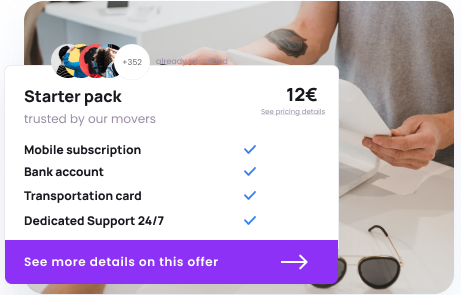 +352 already
Starter pack
12€
trusted by our movers
See pricing details
Mobile subscription
Bank account
Transportation card
Dedicated Support 24/7
See more details on this offer